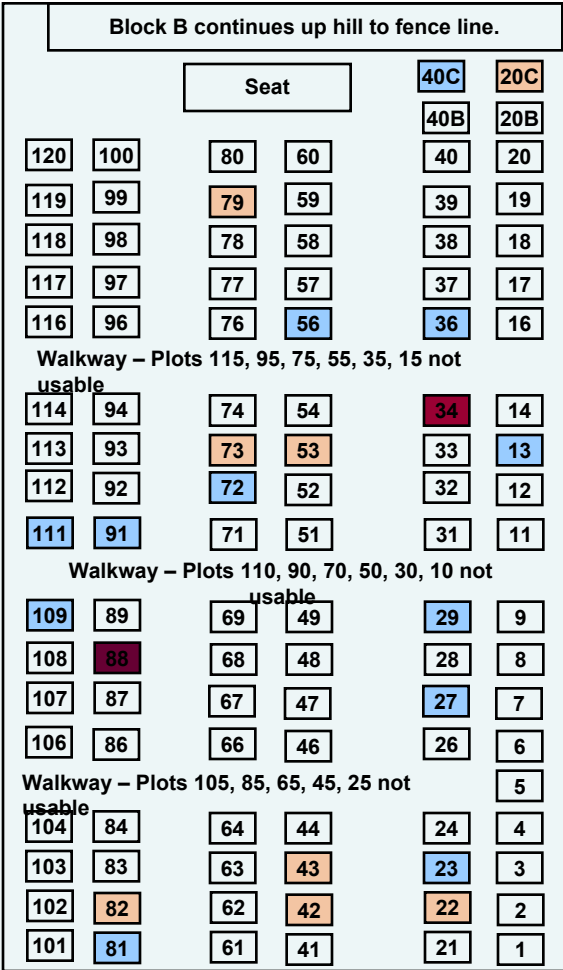 Block B continues up hill to fence line.
Seat 40C 20C
40B 20B
120 100 80 60 40 20
119 99 79 59 39 19
118 98 78 58 38 18
117 97 77 57 37 17
116 96 76 56 36 16
Walkway – Plots 115, 95, 75, 55, 35, 15 not
usable
114 94 74 54 34 14
113 93 73 53 33 13
112 92 72 52 32 12
111 91 71 51 31 11
Walkway – Plots 110, 90, 70, 50, 30, 10 not
usable
109 89 69 49 29 9
108 88 68 48 28 8
107 87 67 47 27 7
106 86 66 46 26 6
Walkway – Plots 105, 85, 65, 45, 25 not
usable
5
104 84 64 44 24 4
103 83 63 43 23 3
102 82 62 42 22 2
101 81 61 41 21 1